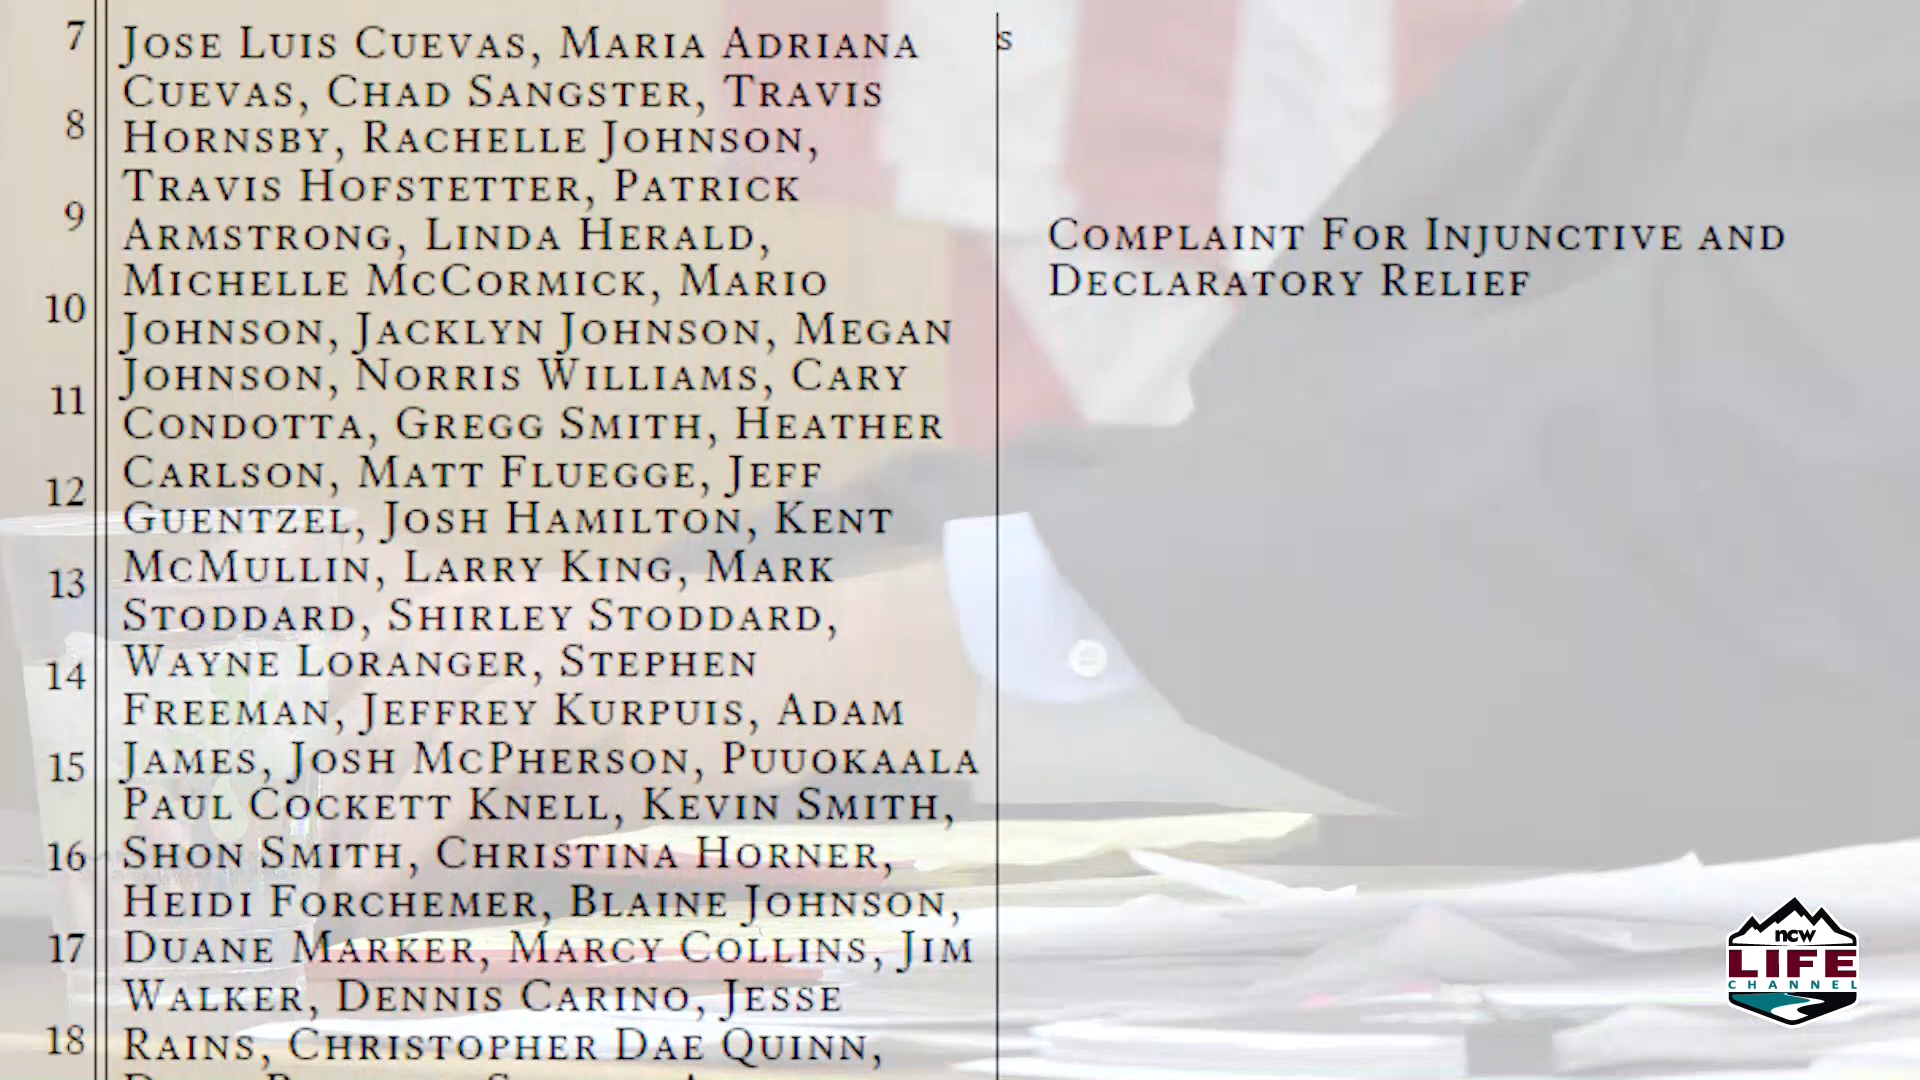 7
JOSE LUIS CUEVAS, MARIA ADRIANA
CUEVAS, CHAD SANGSTER, TRAVIS
8
HORNSBY, RACHELLE JOHNSON,
TRAVIS HOFSTETTER, PATRICK
9
ARMSTRONG, LINDA HERALD,
MICHELLE MCCORMICK, MARIO
10
JOHNSON, JACKLYN JOHNSON, MEGAN
JOHNSON, NORRIS WILLIAMS, CARY
11
CONDOTTA, GREGG SMITH, HEATHER
CARLSON, MATT FLUEGGE, JEFF
12
GUENTZEL, JOSH HAMILTON, KENT
MCMULLIN, LARRY KING, MARK
13
STODDARD, SHIRLEY STODDARD,
WAYNE LORANGER, STEPHEN
14
FREEMAN, JEFFREY KURPUIS, ADAM
JAMES, JOSH MCPHERSON, PUUOKAALA
15
PAUL COCKETT KNELL, KEVIN SMITH,
16
SHON SMITH, CHRISTINA HORNER,
HEIDI FORCHEMER, BLAINE JOHNSON,
17
DUANE MARKER, MARCY COLLINS, JIM
WALKER, DENNIS CARINO, JESSE
18
RAINS, CHRISTOPHER DAE QUINN,
s
COMPLAINT FOR INJUNCTIVE AND
DECLARATORY RELIEF
ncw
LIFE
CHANNEL